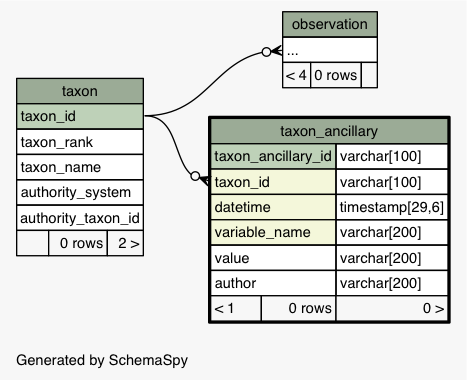 observation
...
< 4 0 rows
taxon
taxon_id
taxon_rank
taxon_name
authority_system
authority_taxon_id
0 rows 2 >
taxon_ancillary
taxon_ancillary_id varchar[100]
taxon_id varchar[100]
datetime timestamp[29,6]
variable_name varchar[200]
value varchar[200]
author varchar[200]
< 1 0 rows 0 >
Generated by SchemaSpy